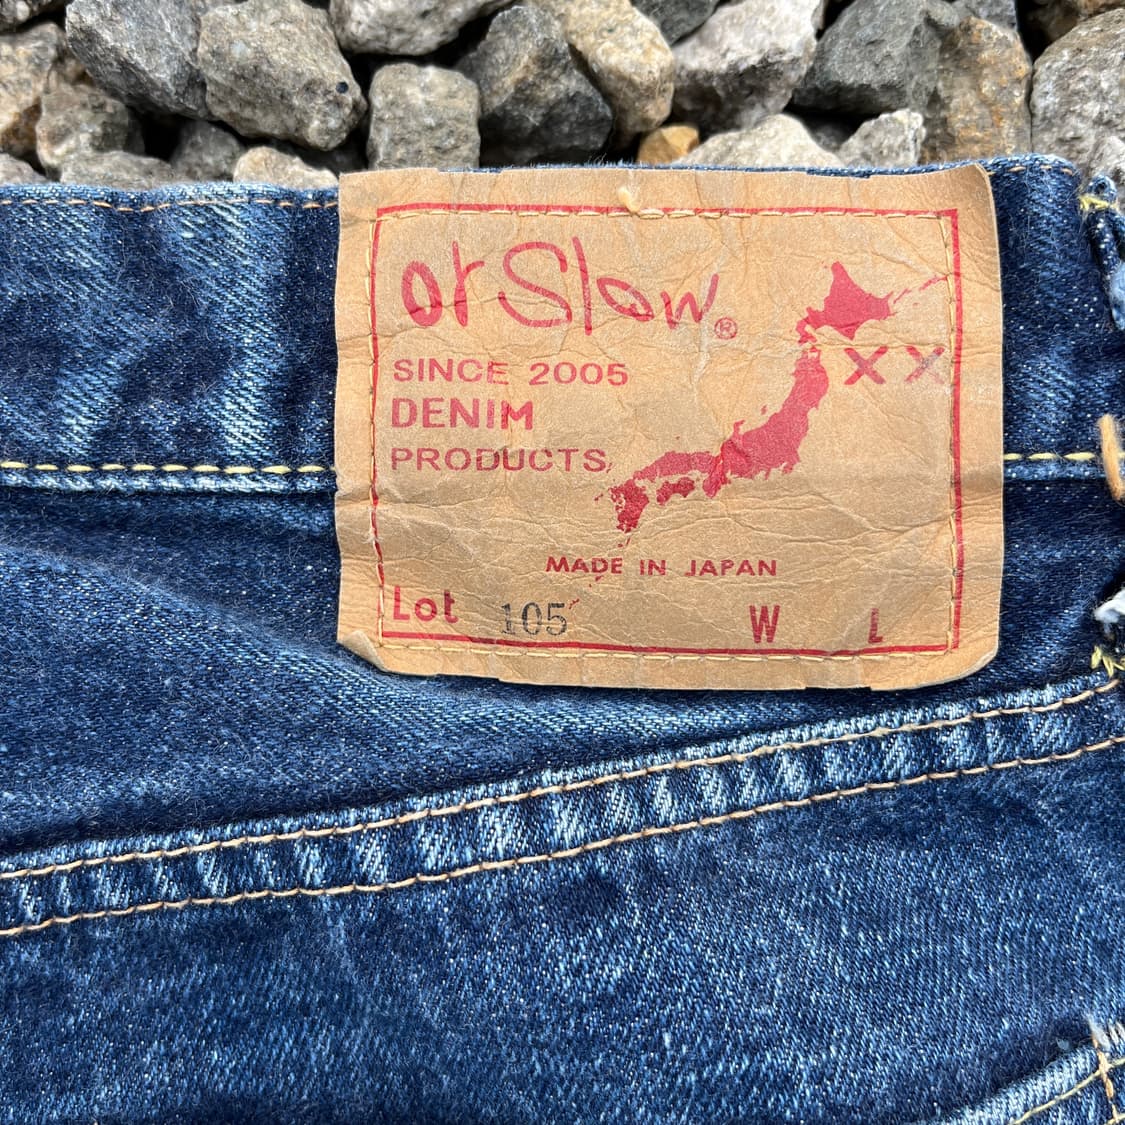 orSlow®
SINCE 2005
DENIM
PRODUCTS,
XX
MADE IN JAPAN
Lot 105 W L